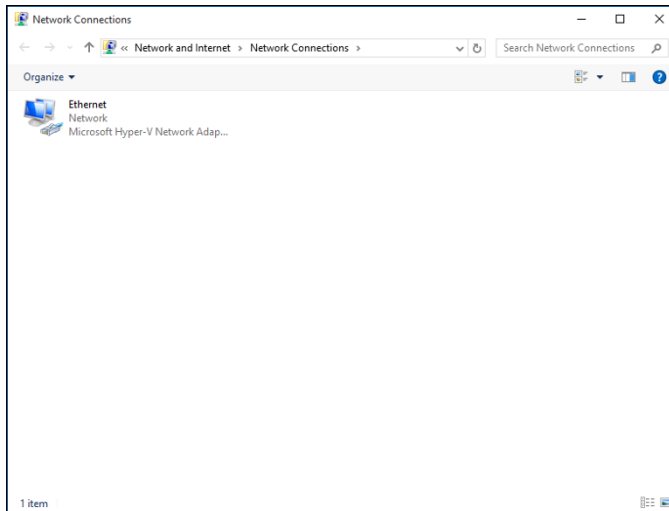 Network Connections
« Network and Internet > Network Connections >
Search Network Connections
Organize
Ethernet
Network
Microsoft Hyper-V Network Adap...
1 item